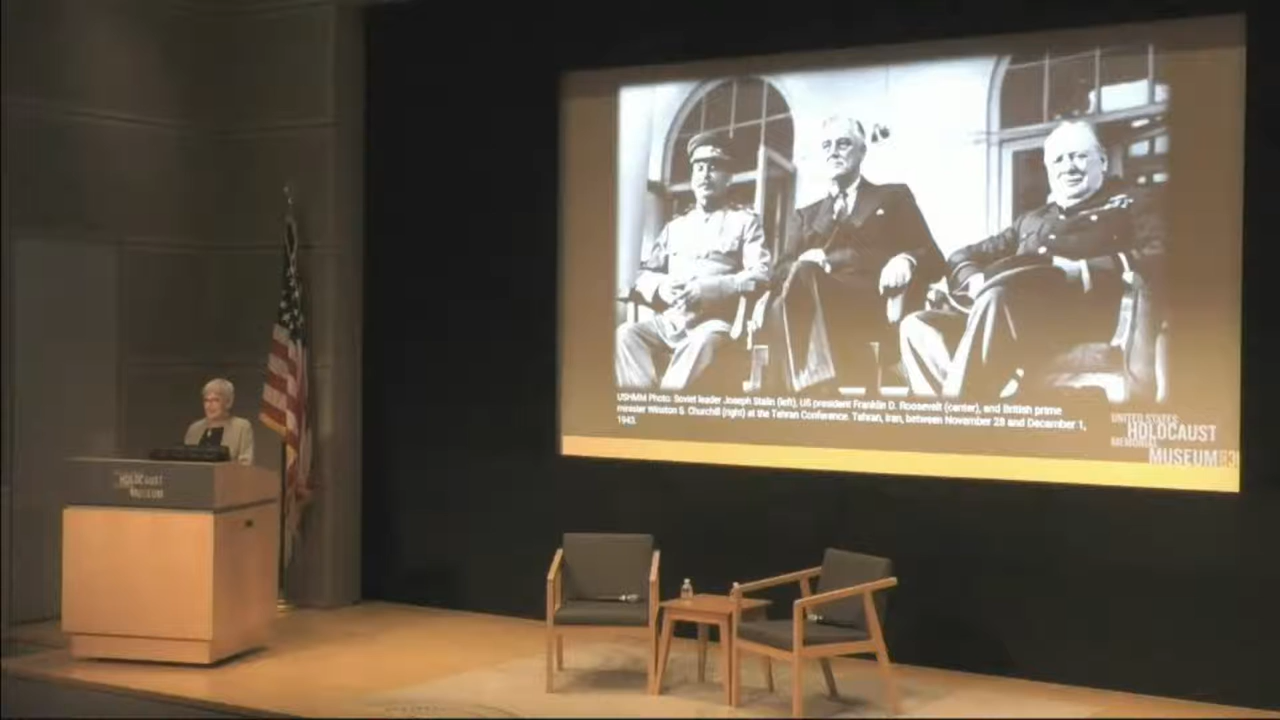 USHMM Photo: Soviet leader Joseph Stalin (left), US president Franklin D. Roosevelt (center), and British prime
minister Winston S. Churchill (right) at the Tehran Conference. Tehran, Iran, between November 28 and December 1,
1943.
UNITED STATES
HOLOCAUST
MEMORIAL
MUSEUM
HOLOCAUST
MUSEUM